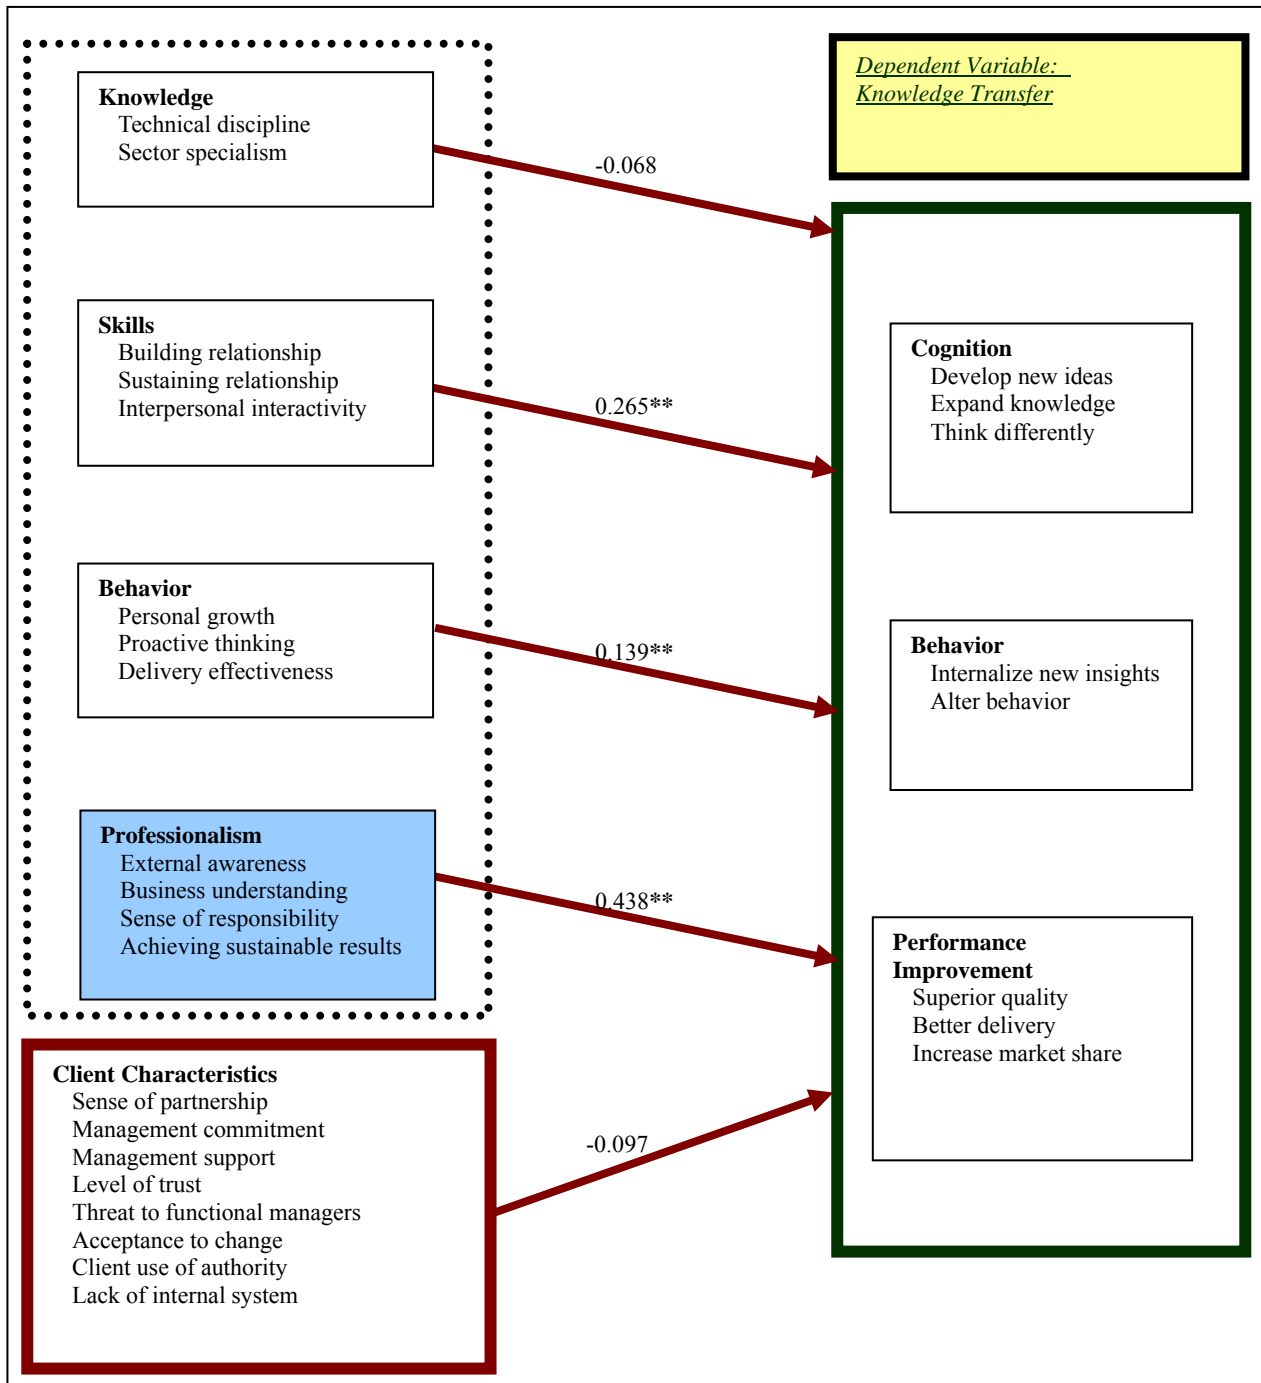 Knowledge
Technical discipline
Sector specialism
Skills
Building relationship
Sustaining relationship
Interpersonal interactivity
Behavior
Personal growth
Proactive thinking
Delivery effectiveness
Professionalism
External awareness
Business understanding
Sense of responsibility
Achieving sustainable results
Client Characteristics
Sense of partnership
Management commitment
Management support
Level of trust
Threat to functional managers
Acceptance to change
Client use of authority
Lack of internal system
-0.068
0.265**
0.139**
0.438**
-0.097
Dependent Variable:
Knowledge Transfer
Cognition
Develop new ideas
Expand knowledge
Think differently
Behavior
Internalize new insights
Alter behavior
Performance
Improvement
Superior quality
Better delivery
Increase market share